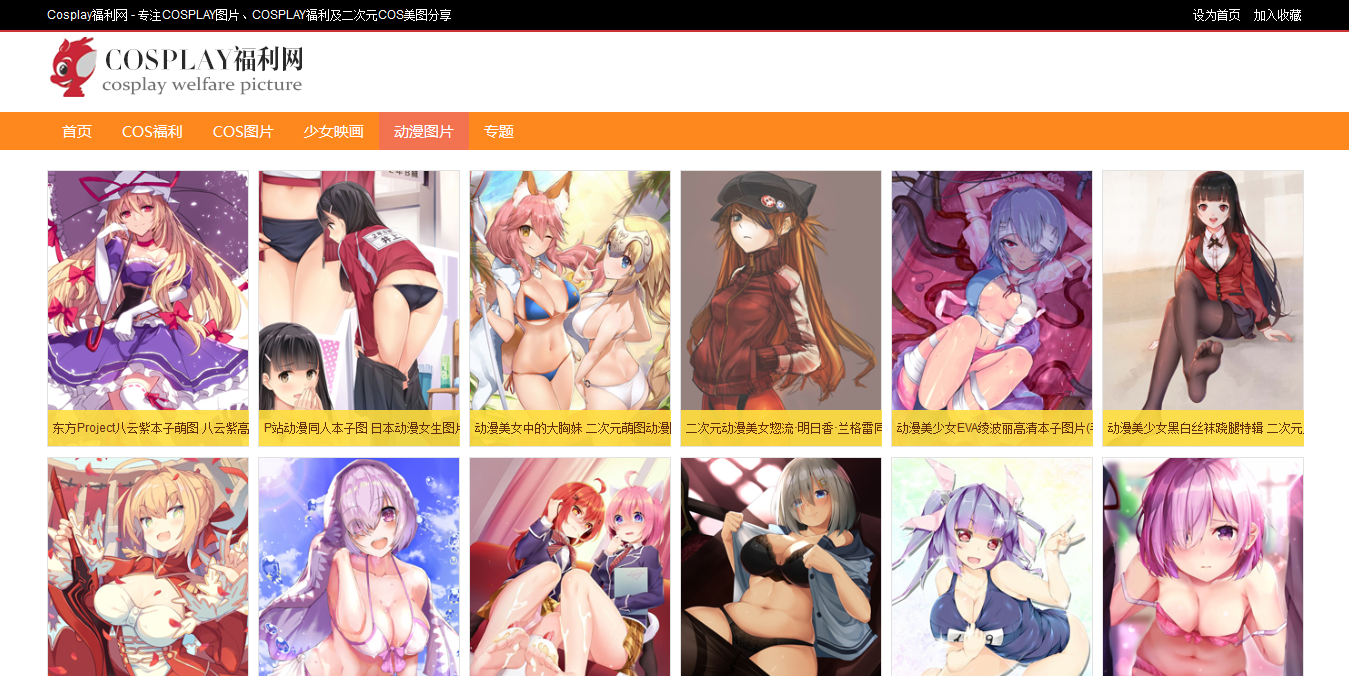 Cosplay福利网 - 专注COSPLAY图片、COSPLAY福利及二次元COS美图分享
设为首页 加入收藏
COSPLAY福利网
cosplay welfare picture
首页 COS福利 COS图片 少女映画 动漫图片 专题
东方Project八云紫本子萌图 八云紫高
P站动漫同人本子图 日本动漫女生图片
动漫美女中的大胸妹 二次元萌图动漫
二次元动漫美女惣流·明日香·兰格雷同
动漫美少女EVA绫波丽高清本子图片(
动漫美少女黑白丝袜跷腿特辑 二次元